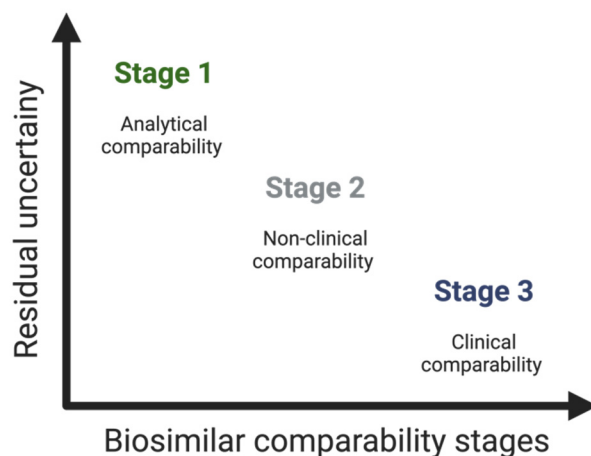 Residual uncertainy
Stage 1
Analytical
comparability
Stage 2
Non-clinical
comparability
Stage 3
Clinical
comparability
Biosimilar comparability stages